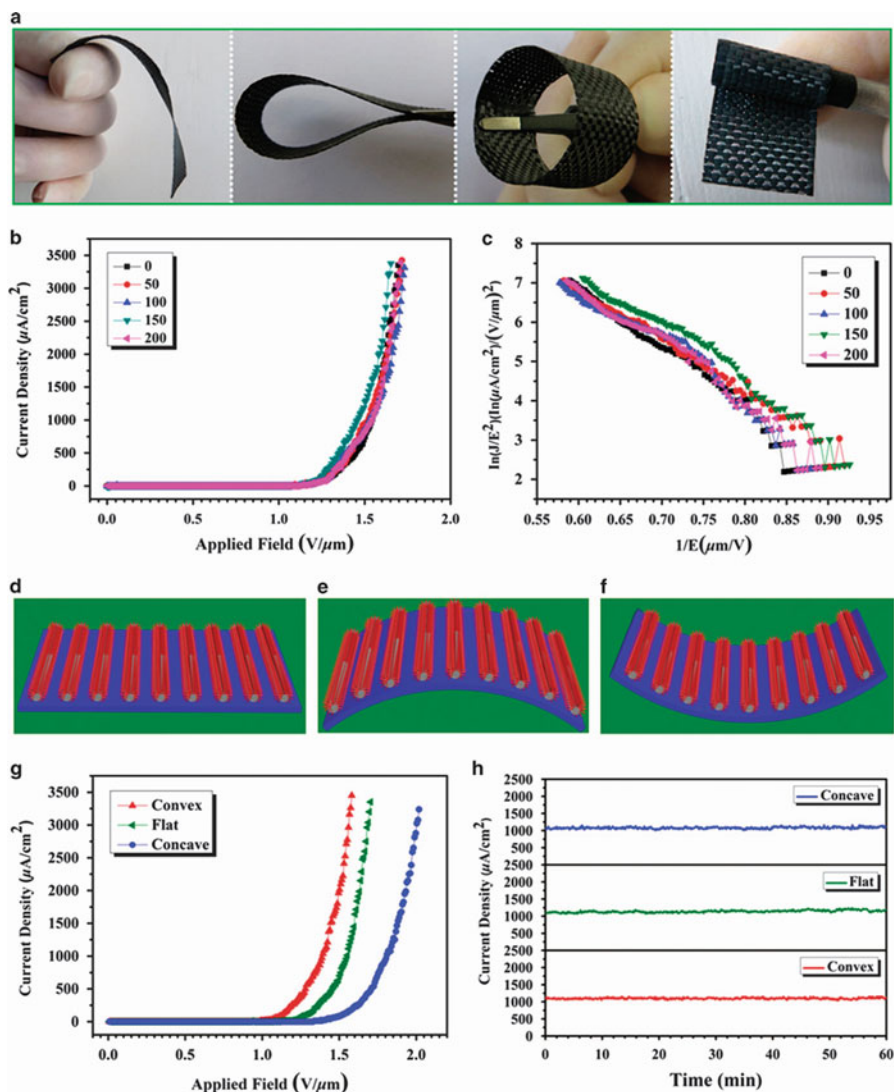 a
b
3500
3000
2500
2000
1500
1000
500
0
0
50
100
150
200
Current Density (μA/cm²)
0.0 0.5 1.0 1.5 2.0
Applied Field (V/μm)
c
8
7
6
5
4
3
2
0
50
100
150
200
ln(J/E²)(ln(μA/cm²)/(V/μm)²)
0.55 0.60 0.65 0.70 0.75 0.80 0.85 0.90 0.95
1/E(μm/V)
d e f
g
3500
3000
2500
2000
1500
1000
500
0
Convex
Flat
Concave
Current Density (μA/cm²)
0.0 0.5 1.0 1.5 2.0
Applied Field (V/μm)
h
2500
2000
1500
1000
500
Concave
2500
2000
1500
1000
500
Flat
2500
2000
1500
1000
500
0
Convex
Current Density (μA/cm²)
0 10 20 30 40 50 60
Time (min)